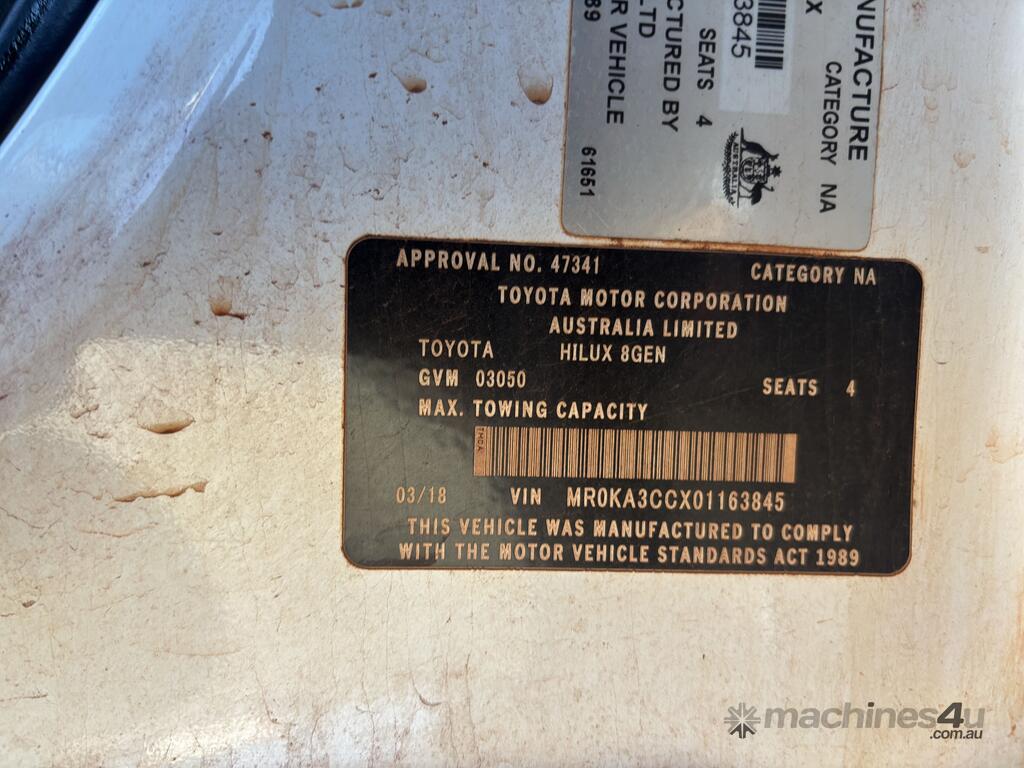 NUFACTURE
X CATEGORY NA
3845
SEATS 4
AUSTRALIA
CTURED BY
LTD
R VEHICLE
89 61651
APPROVAL NO. 47341 CATEGORY NA
TOYOTA MOTOR CORPORATION
AUSTRALIA LIMITED
TOYOTA HILUX 8GEN
GVM 03050 SEATS 4
MAX. TOWING CAPACITY
THCA
03/18 VIN MR0KA3CCX01163845
THIS VEHICLE WAS MANUFACTURED TO COMPLY
WITH THE MOTOR VEHICLE STANDARDS ACT 1989
machines4u
.com.au